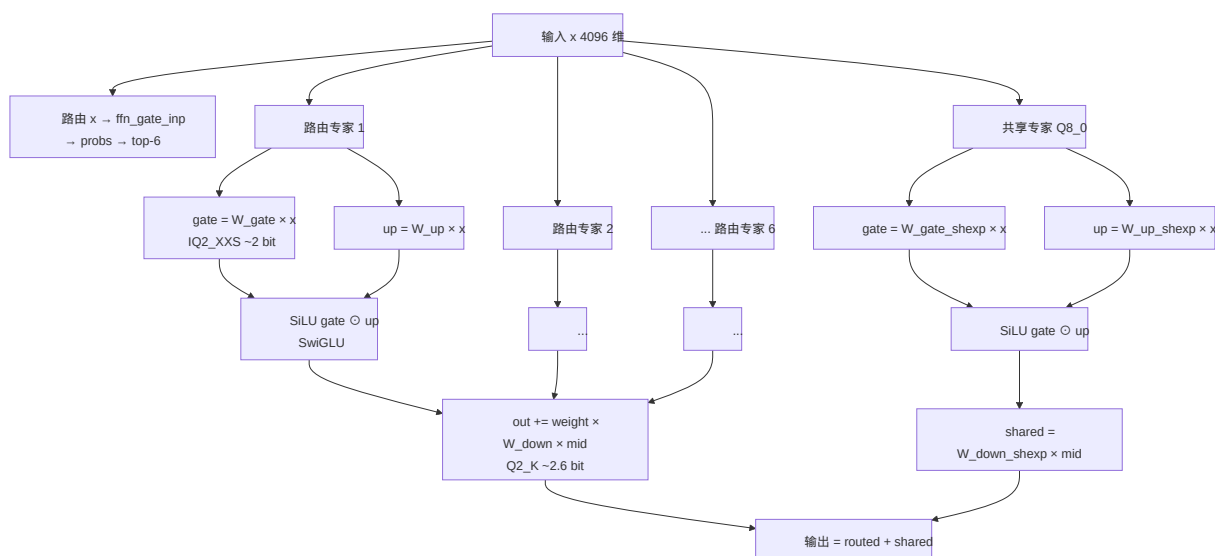 输入 x 4096 维
路由 x → ffn_gate_inp
→ probs → top-6
路由专家 1
共享专家 Q8_0
gate = W_gate × x
IQ2_XXS ~2 bit
up = W_up × x
路由专家 2
... 路由专家 6
gate = W_gate_shexp × x
up = W_up_shexp × x
SiLU gate ⊙ up
SwiGLU
...
...
SiLU gate ⊙ up
out += weight ×
W_down × mid
Q2_K ~2.6 bit
shared =
W_down_shexp × mid
输出 = routed + shared